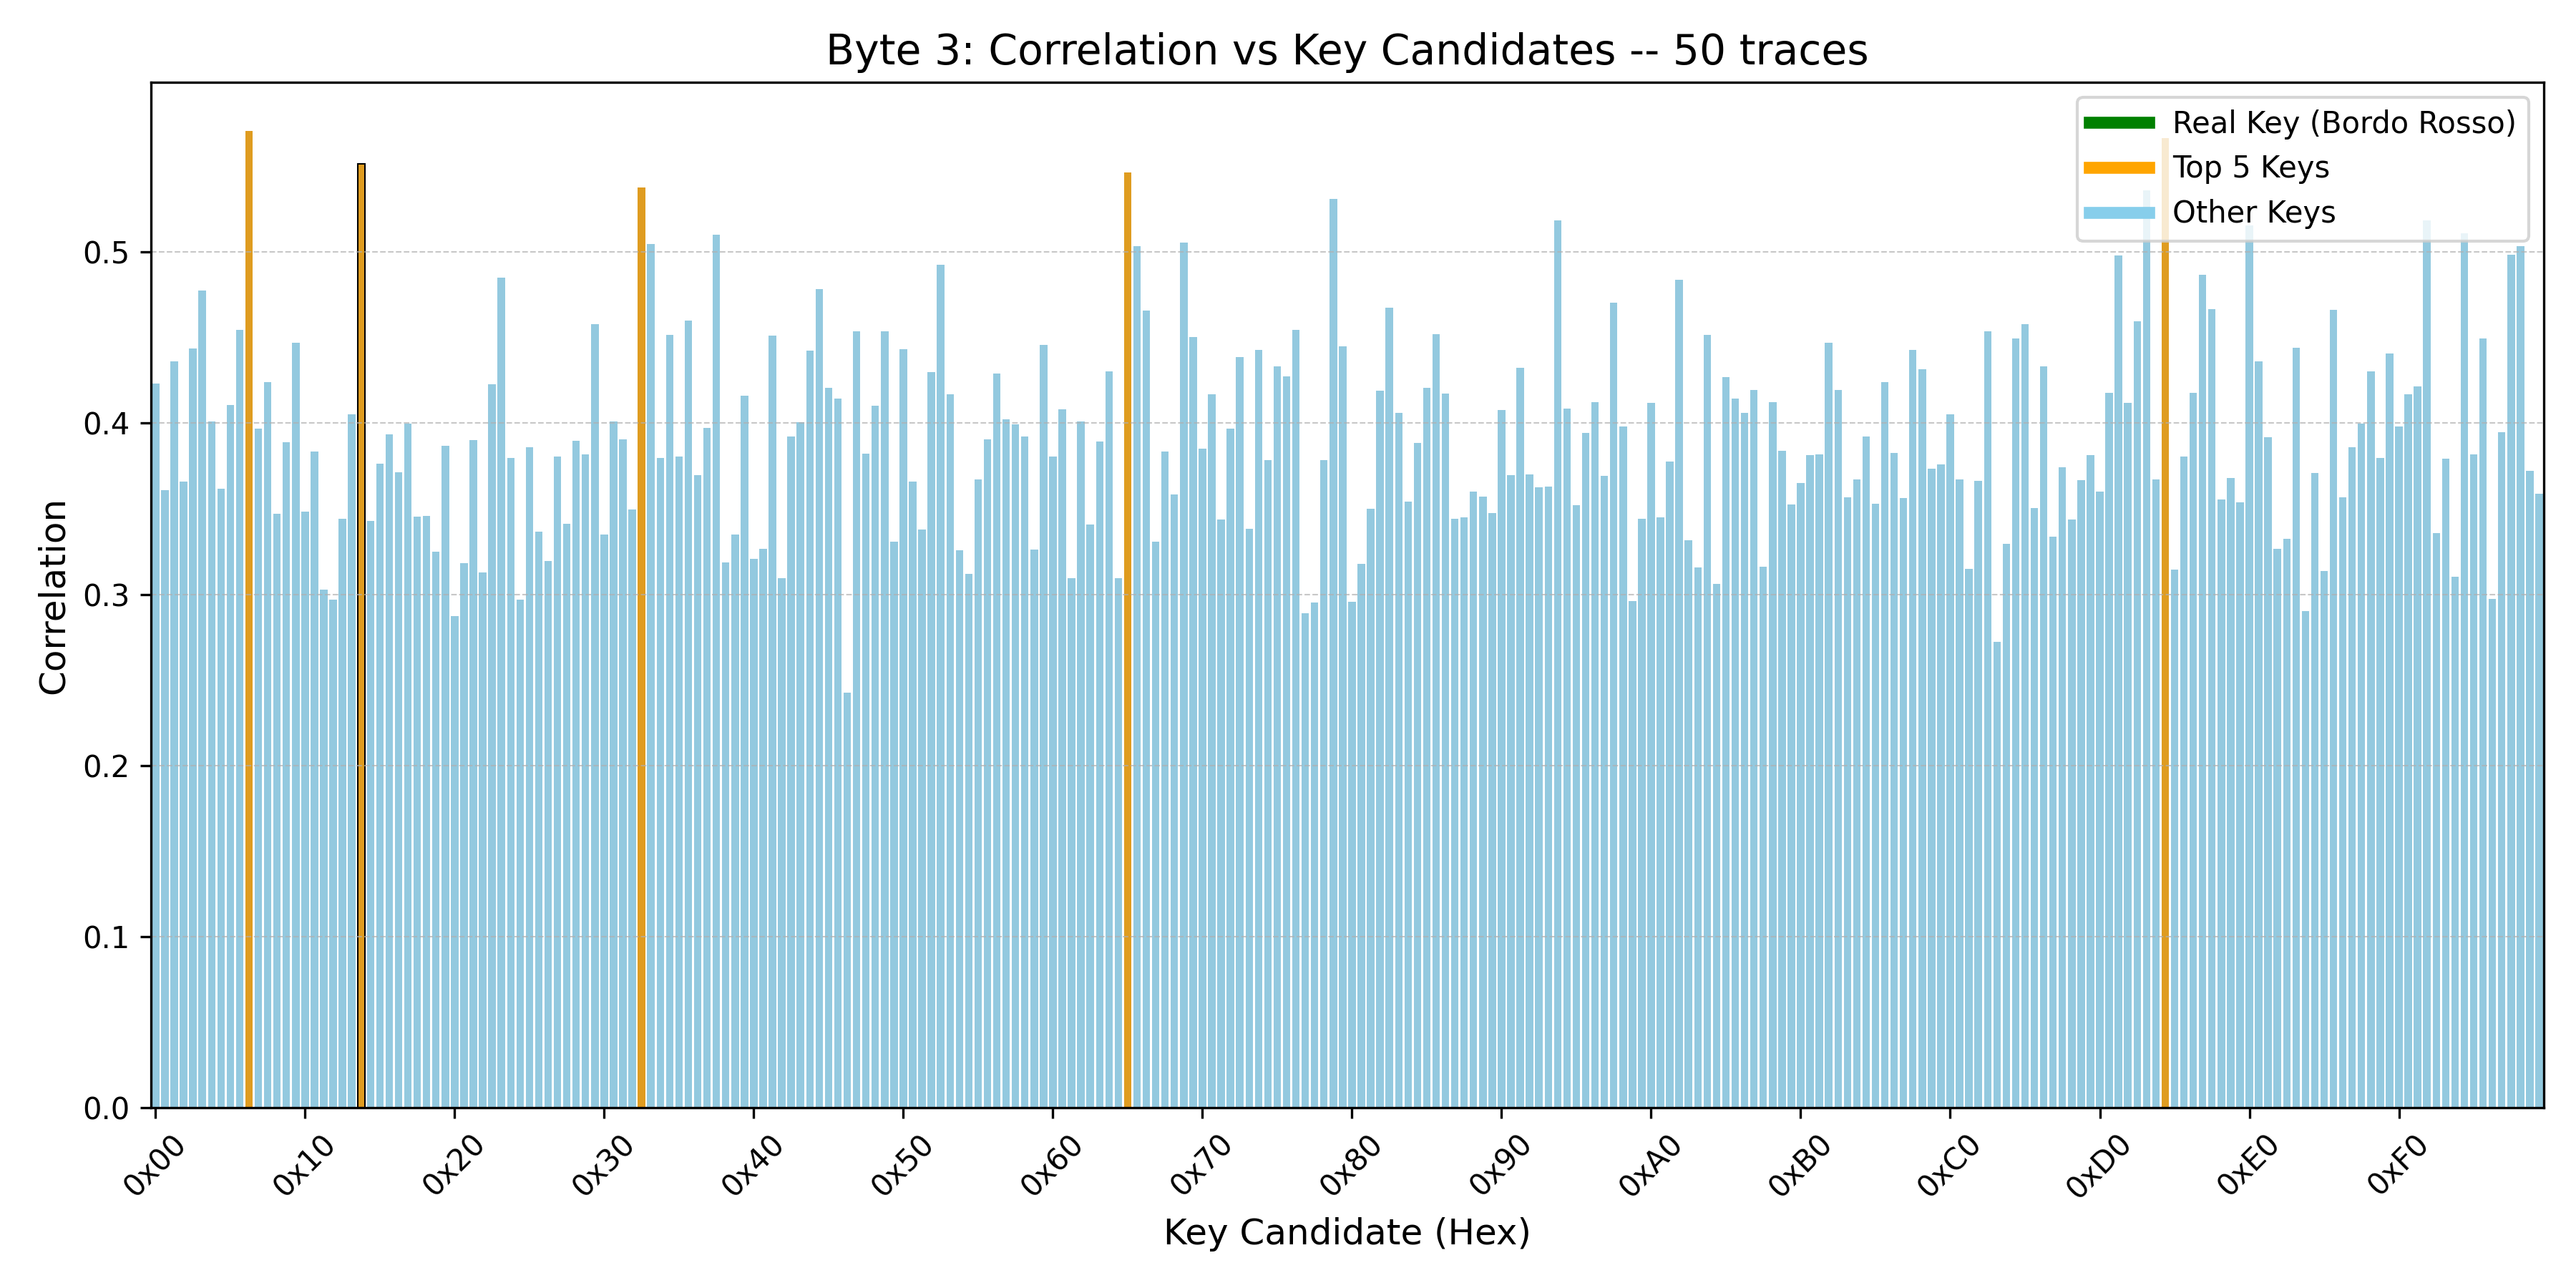 Byte 3: Correlation vs Key Candidates -- 50 traces
Real Key (Bordo Rosso)
Top 5 Keys
Other Keys
Correlation
0.5
0.4
0.3
0.2
0.1
0.0
0x00
0x10
0x20
0x30
0x40
0x50
0x60
0x70
0x80
0x90
0xA0
0xB0
0xC0
0xD0
0xE0
0xF0
Key Candidate (Hex)